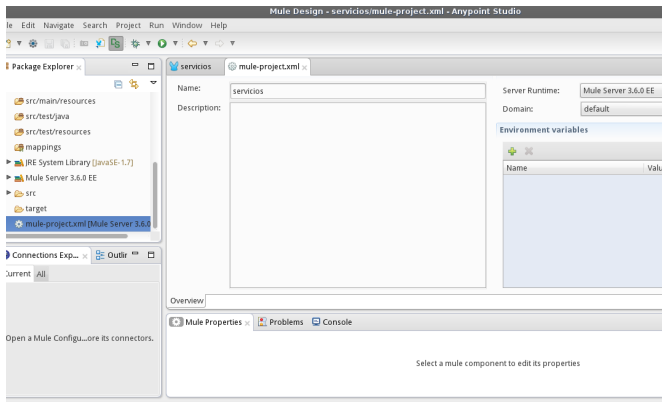 Mule Design - servicios/mule-project.xml - Anypoint Studio
le Edit Navigate Search Project Run Window Help
Package Explorer
servicios mule-project.xml
Name: servicios
Server Runtime: Mule Server 3.6.0 EE
Description:
Domain: default
Environment variables
Name Valu
src/main/resources
src/test/java
src/test/resources
mappings
JRE System Library [JavaSE-1.7]
Mule Server 3.6.0 EE
src
target
mule-project.xml [Mule Server 3.6.0
Connections Exp... Outlir
Current All
Open a Mule Configu...ore its connectors.
Overview
Mule Properties Problems Console
Select a mule component to edit its properties